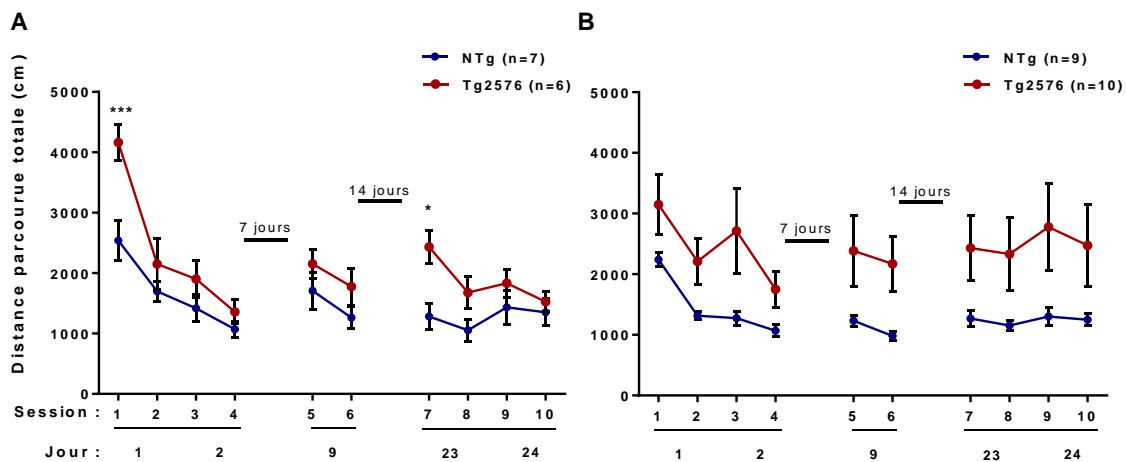 A
B
NTg (n=7)
Tg2576 (n=6)
NTg (n=9)
Tg2576 (n=10)
Distance parcourue totale (cm)
5000
4000
3000
2000
1000
0
***
7 jours
14 jours
*
5000
4000
3000
2000
1000
0
7 jours
14 jours
Session : 1 2 3 4 5 6 7 8 9 10
1 2 3 4 5 6 7 8 9 10
Jour : 1 2 9 23 24
1 2 9 23 24